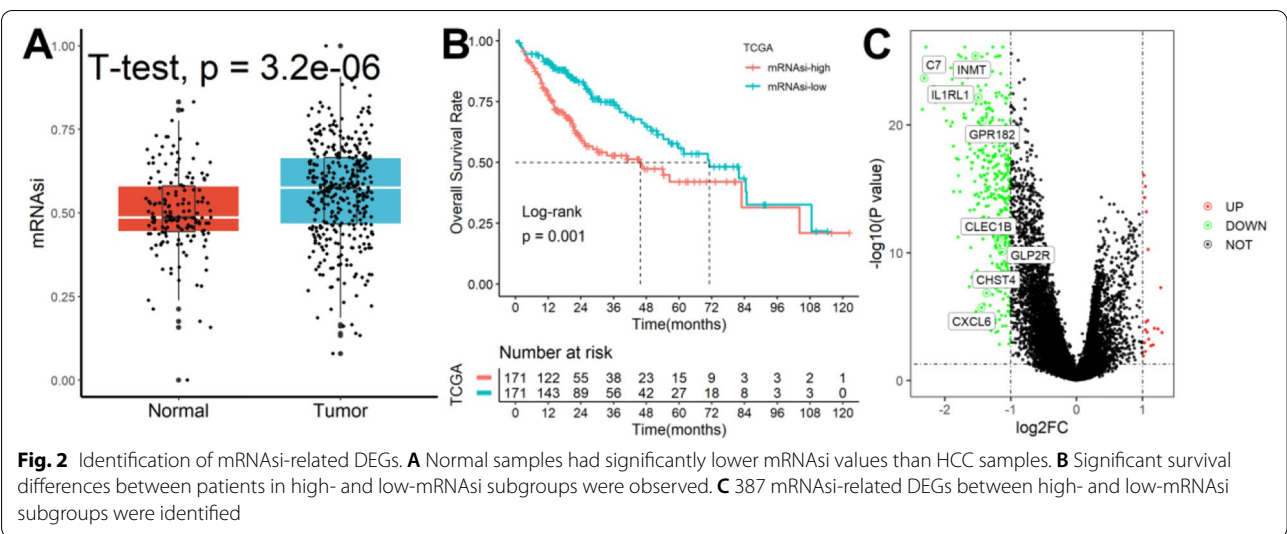 A
T-test, p = 3.2e-06
mRNAsi
1.00
0.75
0.50
0.25
0.00
Normal Tumor
B
TCGA
mRNAsi-high
mRNAsi-low
Overall Survival Rate
1.00
0.75
0.50
0.25
0.00
Log-rank
p = 0.001
0 12 24 36 48 60 72 84 96 108 120
Time(months)
Number at risk
TCGA
171 122 55 38 23 15 9 3 3 2 1
171 143 89 56 42 27 18 8 3 3 0
0 12 24 36 48 60 72 84 96 108 120
Time(months)
C
-log10(P value)
20
10
0
C7
INMT
IL1RL1
GPR182
CLEC1B
GLP2R
CHST4
CXCL6
-2 -1 0 1
log2FC
UP
DOWN
NOT
Fig. 2 Identification of mRNAsi-related DEGs. A Normal samples had significantly lower mRNAsi values than HCC samples. B Significant survival
differences between patients in high- and low-mRNAsi subgroups were observed. C 387 mRNAsi-related DEGs between high- and low-mRNAsi
subgroups were identified